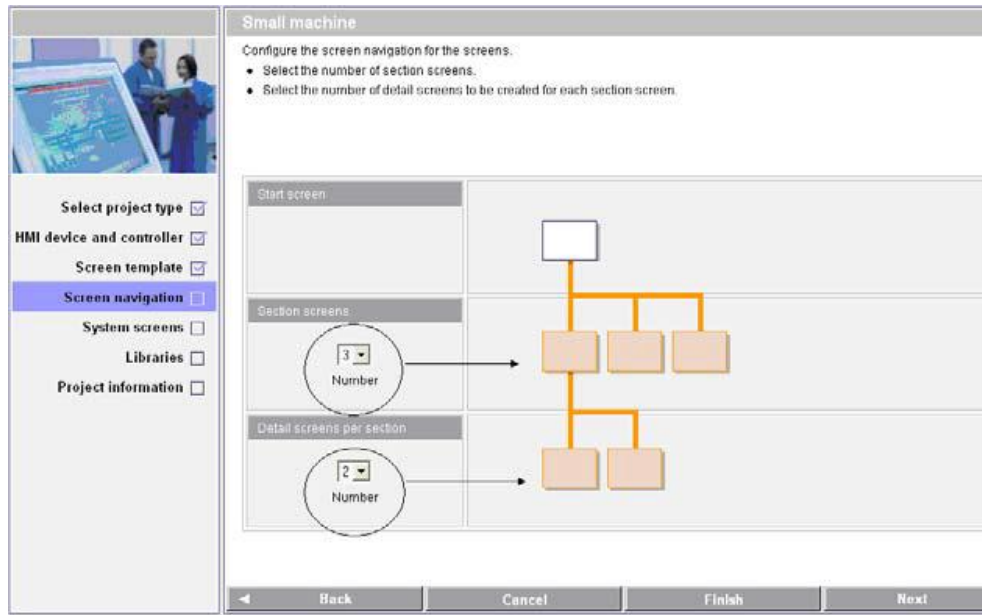 Small machine
Configure the screen navigation for the screens.
• Select the number of section screens.
• Select the number of detail screens to be created for each section screen.
Select project type
HMI device and controller
Screen template
Screen navigation
System screens
Libraries
Project information
Start screen
Section screens
3
Number
Detail screens per section
2
Number
Back
Cancel
Finish
Next